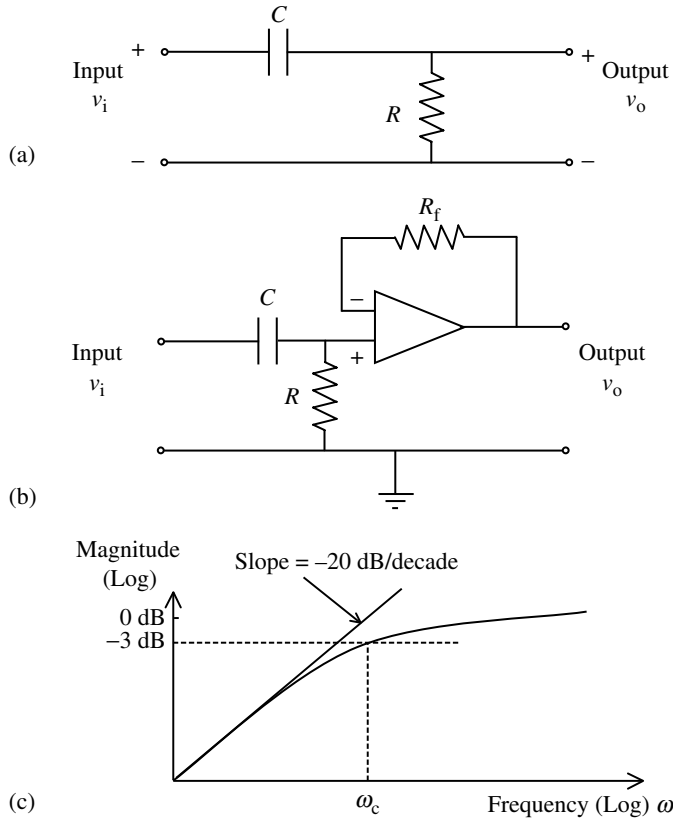 C
+
+
Input
Output
v_i
v_o
R
(a)
−
−
R_f
C
−
Input
+
Output
v_i
R
v_o
(b)
Magnitude
(Log)
Slope = –20 dB/decade
0 dB
−3 dB
(c)
ω_c
Frequency (Log) ω